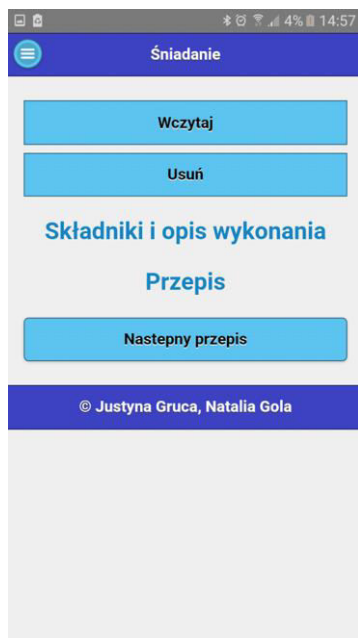 4% 14:57
Śniadanie
Wczytaj
Usuń
Składniki i opis wykonania
Przepis
Nastepny przepis
© Justyna Gruca, Natalia Gola